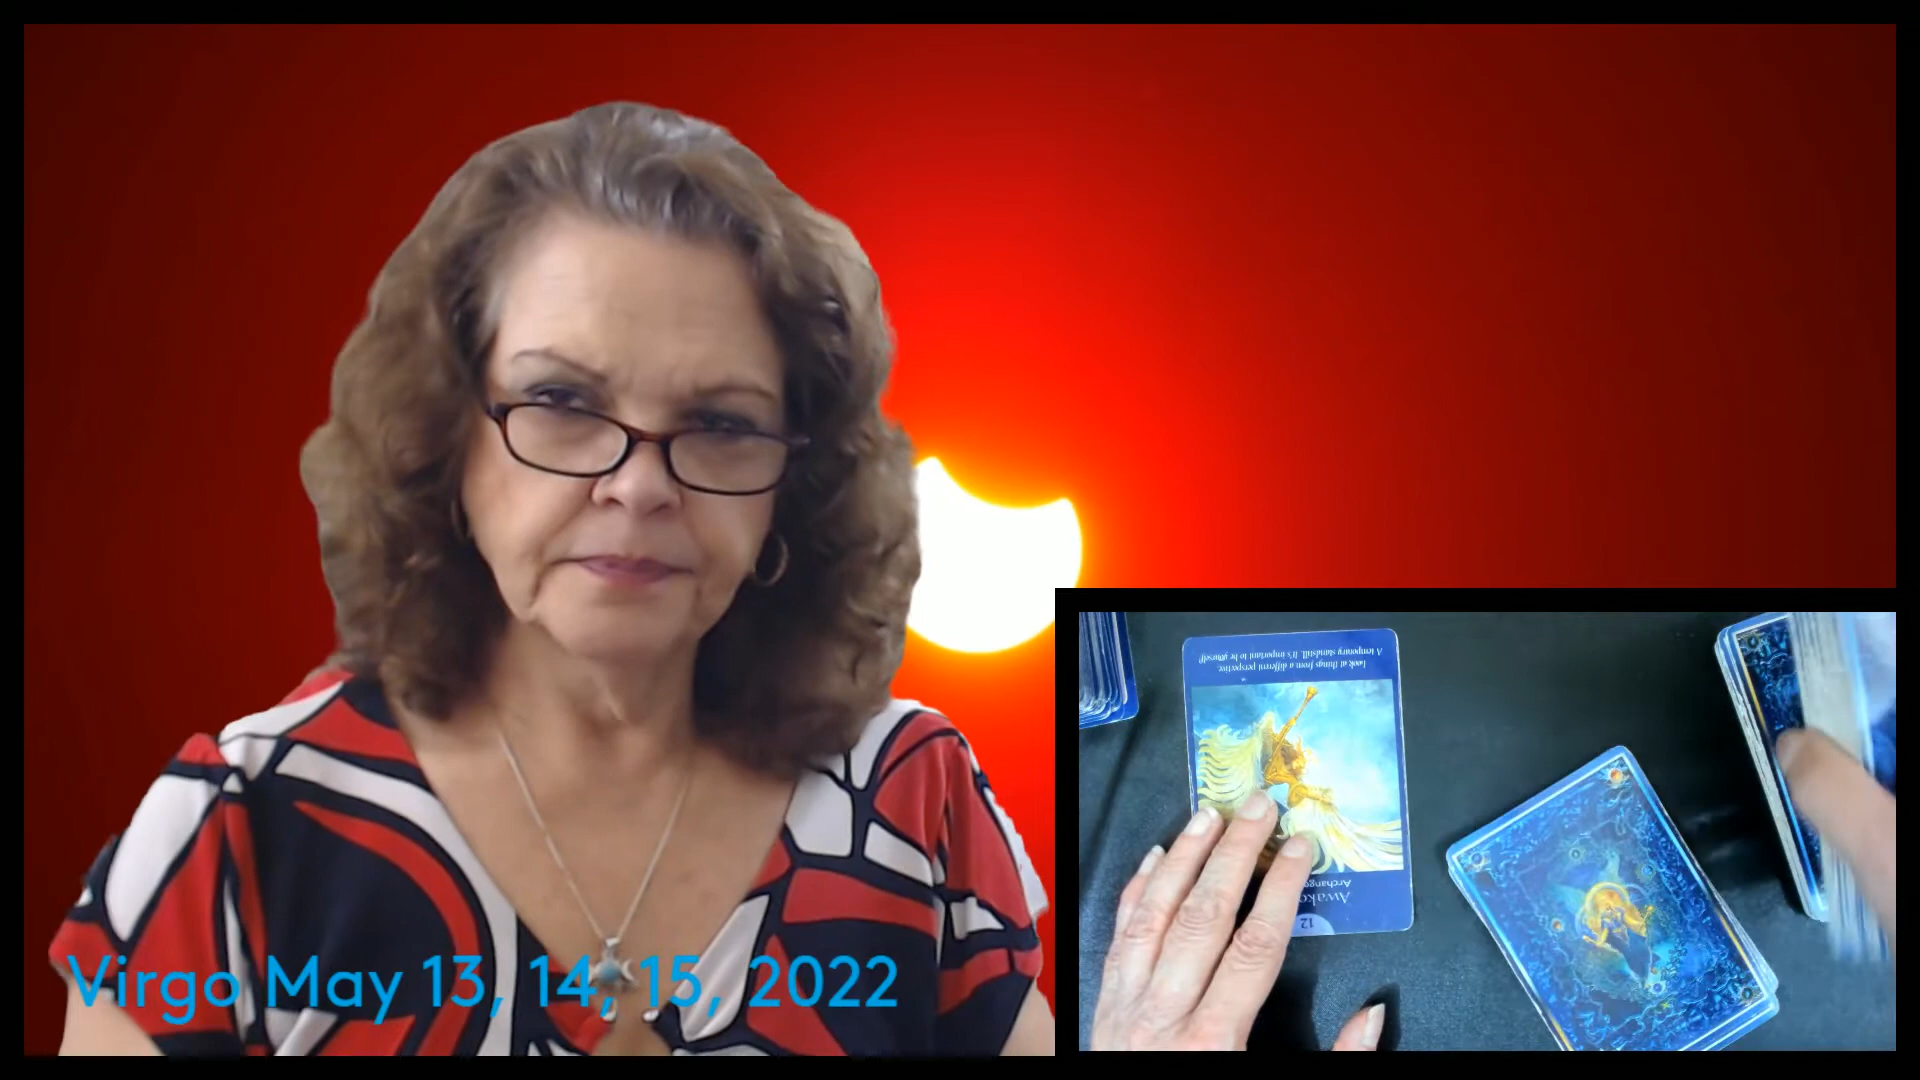 Virgo May 13, 14, 15, 2022
Look at things from a different perspective.
A temporary standstill. It's important to be yourself!
12